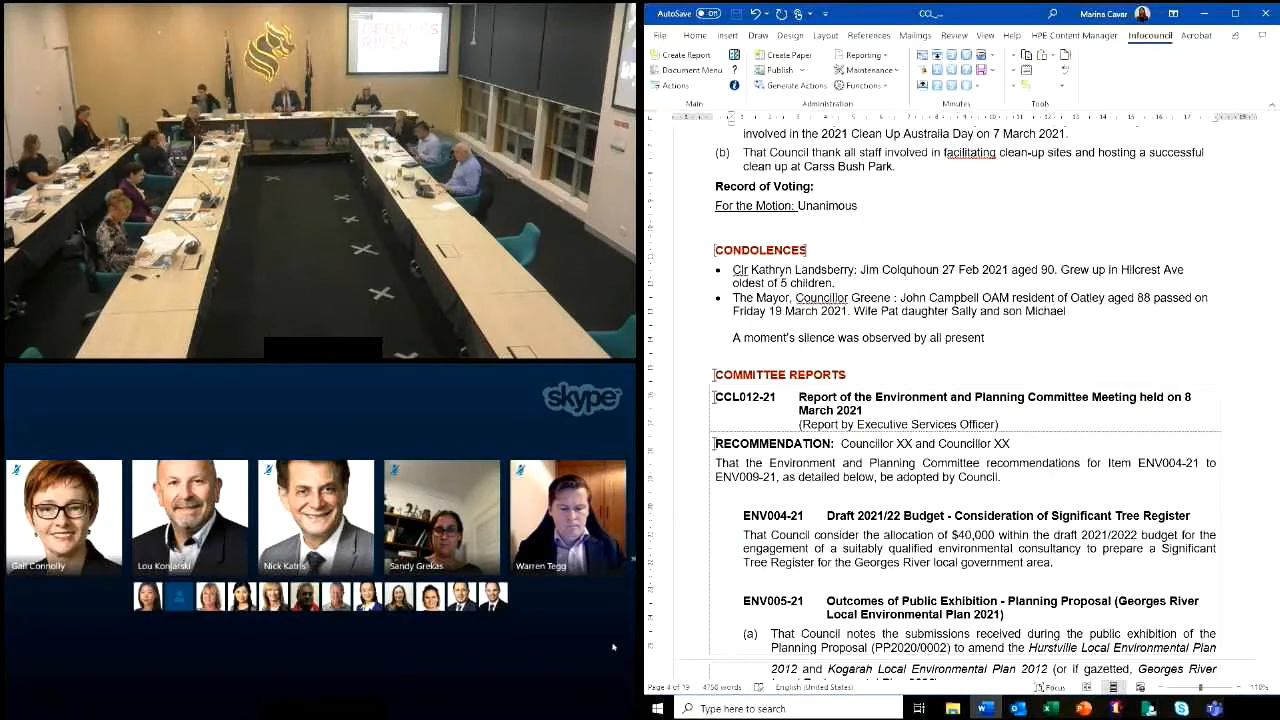 GEORGES
RIVER
skype
Gail Connolly
Lou Konjarski
Nick Katris
Sandy Grekas
Warren Tegg
AutoSave Off CCL_... Marina Cavar
File Home Insert Draw Design Layout References Mailings Review View Help HPE Content Manager Infocouncil Acrobat
Create Report Create Paper Reporting
Document Menu ? Publish Maintenance
Actions Generate Actions Functions
Main Administration Minutes Tools
involved in the 2021 Clean Up Australia Day on 7 March 2021.
(b) That Council thank all staff involved in facilitating clean-up sites and hosting a successful
clean up at Carss Bush Park.
Record of Voting:
For the Motion: Unanimous
CONDOLENCES
• Clr Kathryn Landsberry: Jim Colquhoun 27 Feb 2021 aged 90. Grew up in Hilcrest Ave
oldest of 5 children.
• The Mayor, Councillor Greene : John Campbell OAM resident of Oatley aged 88 passed on
Friday 19 March 2021. Wife Pat daughter Sally and son Michael
A moment's silence was observed by all present
COMMITTEE REPORTS
CCL012-21 Report of the Environment and Planning Committee Meeting held on 8
March 2021
(Report by Executive Services Officer)
RECOMMENDATION: Councillor XX and Councillor XX
That the Environment and Planning Committee recommendations for Item ENV004-21 to
ENV009-21, as detailed below, be adopted by Council.
ENV004-21 Draft 2021/22 Budget - Consideration of Significant Tree Register
That Council consider the allocation of $40,000 within the draft 2021/2022 budget for the
engagement of a suitably qualified environmental consultancy to prepare a Significant
Tree Register for the Georges River local government area.
ENV005-21 Outcomes of Public Exhibition - Planning Proposal (Georges River
Local Environmental Plan 2021)
(a) That Council notes the submissions received during the public exhibition of the
Planning Proposal (PP2020/0002) to amend the Hurstville Local Environmental Plan
2012 and Kogarah Local Environmental Plan 2012 (or if gazetted, Georges River
Page 4 of 19 4750 words English (United States) Focus 110%
Type here to search